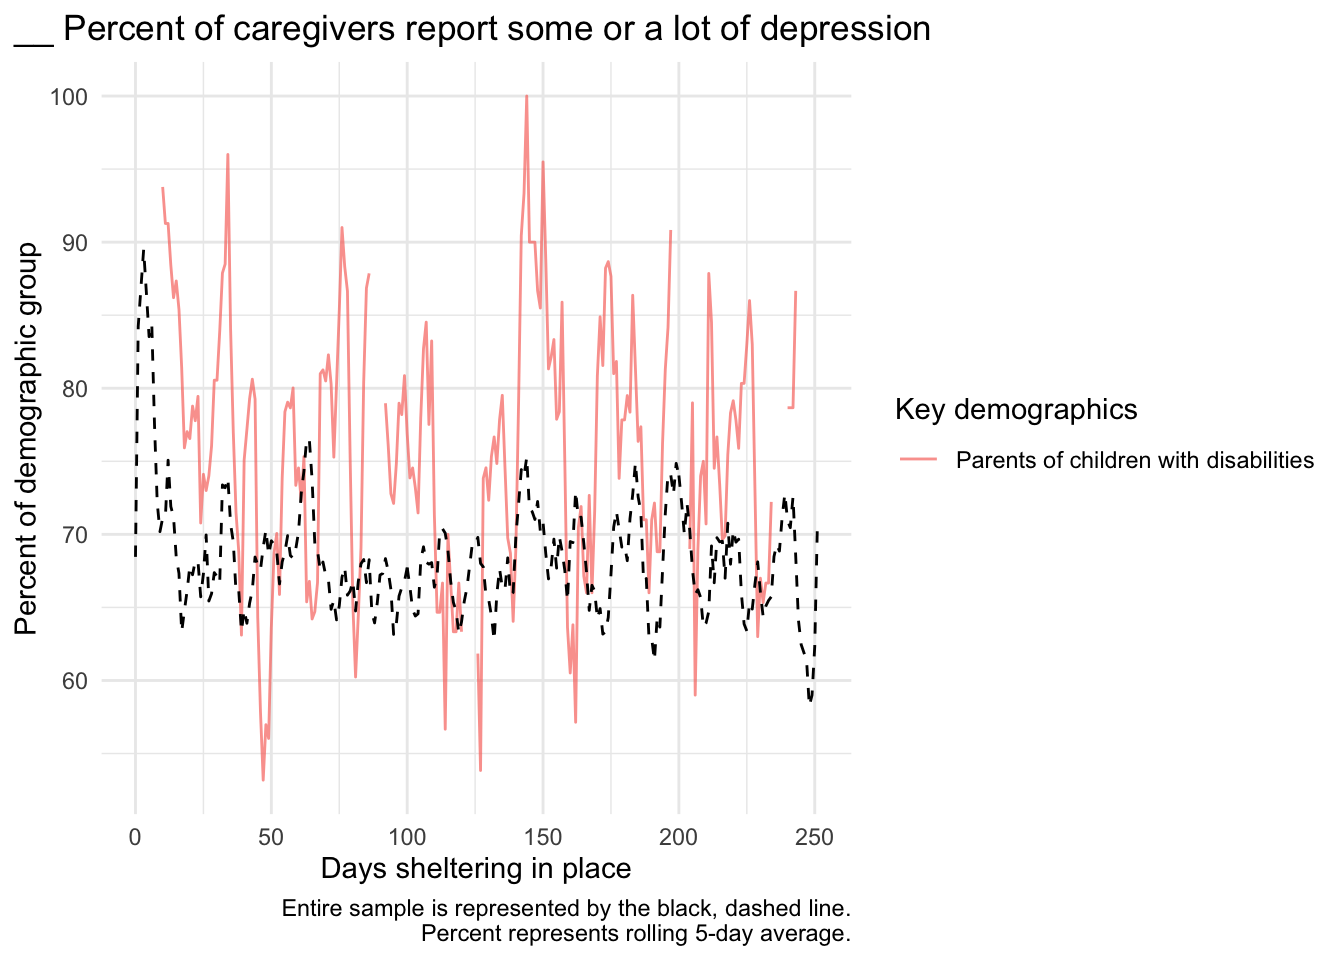 __ Percent of caregivers report some or a lot of depression
Percent of demographic group
100
90
80
70
60
0 50 100 150 200 250
Days sheltering in place
Key demographics
Parents of children with disabilities
Entire sample is represented by the black, dashed line.
Percent represents rolling 5-day average.